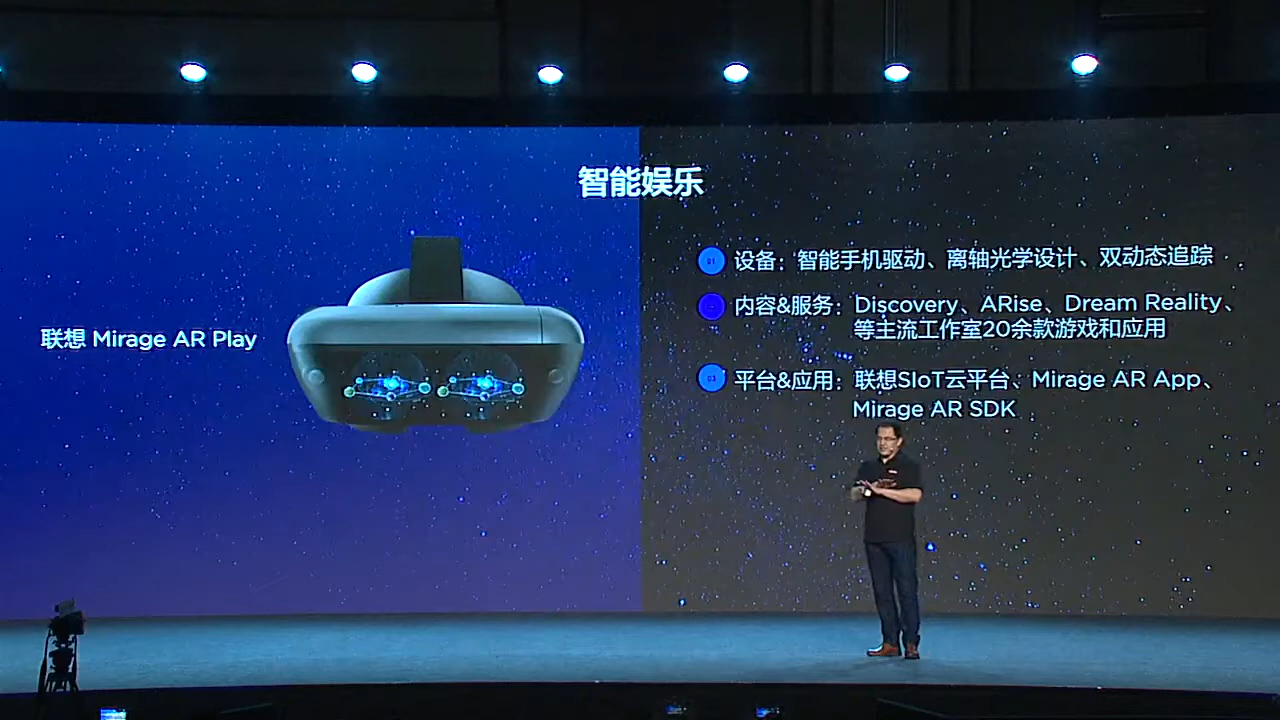 智能娱乐
联想 Mirage AR Play
01 设备：智能手机驱动、离轴光学设计、双动态追踪
内容&服务：Discovery、ARise、Dream Reality、
等主流工作室20余款游戏和应用
03 平台&应用：联想SIoT云平台、Mirage AR App、
Mirage AR SDK